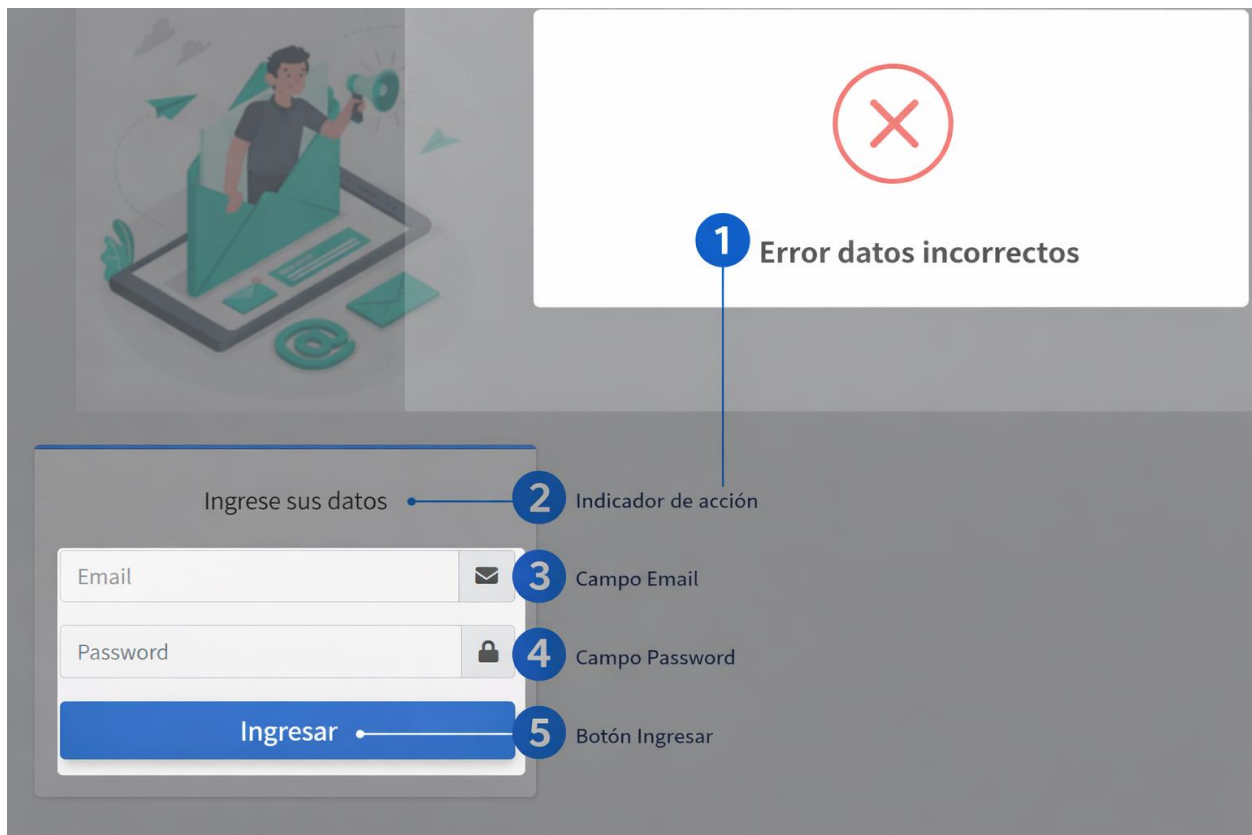 1 Error datos incorrectos
Ingrese sus datos 2 Indicador de acción
Email 3 Campo Email
Password 4 Campo Password
Ingresar 5 Botón Ingresar